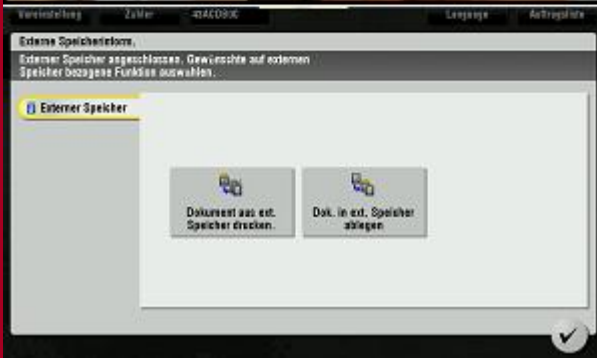 Voreinstellung Zähler Language Auftragsliste
Externe Speicherinform.
Externer Speicher angeschlossen. Gewünschte auf externen
Speicher bezogene Funktion auswählen.
Externer Speicher
Dokument aus ext. Dok. in ext. Speicher
Speicher drucken. ablegen